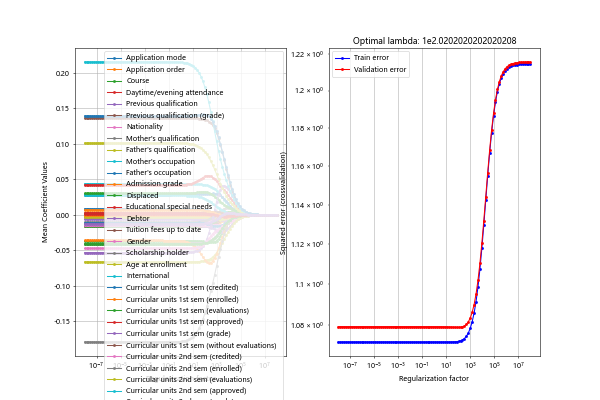 Optimal lambda: 1e2.0202020202020208
Mean Coefficient Values
0.20
0.15
0.10
0.05
0.00
-0.05
-0.10
-0.15
10⁻⁷
Application mode
Application order
Course
Daytime/evening attendance
Previous qualification
Previous qualification (grade)
Nationality
Mother's qualification
Father's qualification
Mother's occupation
Father's occupation
Admission grade
Displaced
Educational special needs
Debtor
Tuition fees up to date
Gender
Scholarship holder
Age at enrollment
International
Curricular units 1st sem (credited)
Curricular units 1st sem (enrolled)
Curricular units 1st sem (evaluations)
Curricular units 1st sem (approved)
Curricular units 1st sem (grade)
Curricular units 1st sem (without evaluations)
Curricular units 2nd sem (credited)
Curricular units 2nd sem (enrolled)
Curricular units 2nd sem (evaluations)
Curricular units 2nd sem (approved)
Squared error (crossvalidation)
1.22 × 10⁰
1.2 × 10⁰
1.18 × 10⁰
1.16 × 10⁰
1.14 × 10⁰
1.12 × 10⁰
1.1 × 10⁰
1.08 × 10⁰
Train error
Validation error
10⁻⁷ 10⁻⁵ 10⁻³ 10⁻¹ 10¹ 10³ 10⁵ 10⁷
Regularization factor